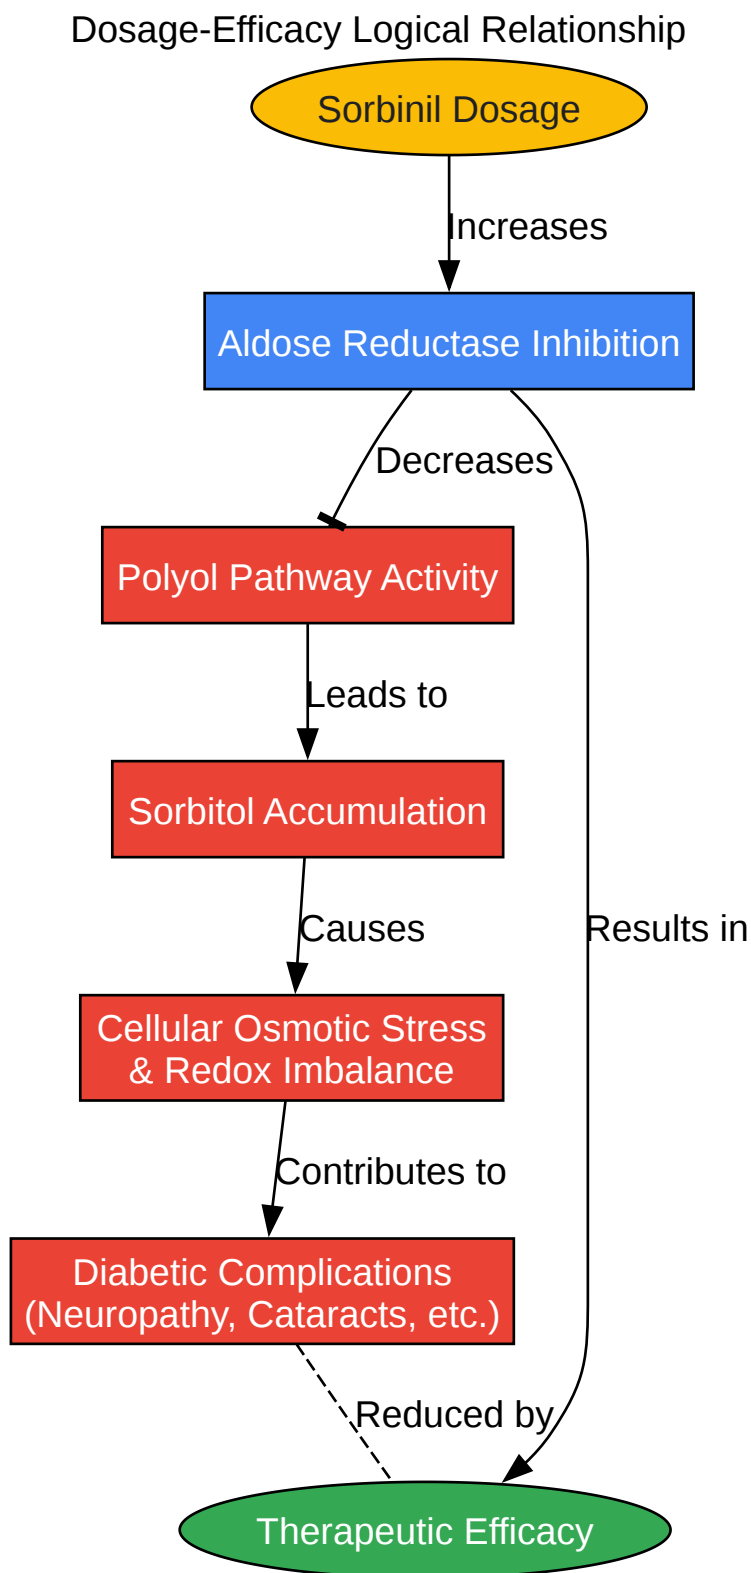 Dosage-Efficacy Logical Relationship
Sorbinil Dosage
Increases
Aldose Reductase Inhibition
Decreases
Polyol Pathway Activity
Leads to
Sorbitol Accumulation
Causes
Results in
Cellular Osmotic Stress
& Redox Imbalance
Contributes to
Diabetic Complications
(Neuropathy, Cataracts, etc.)
Reduced by
Therapeutic Efficacy